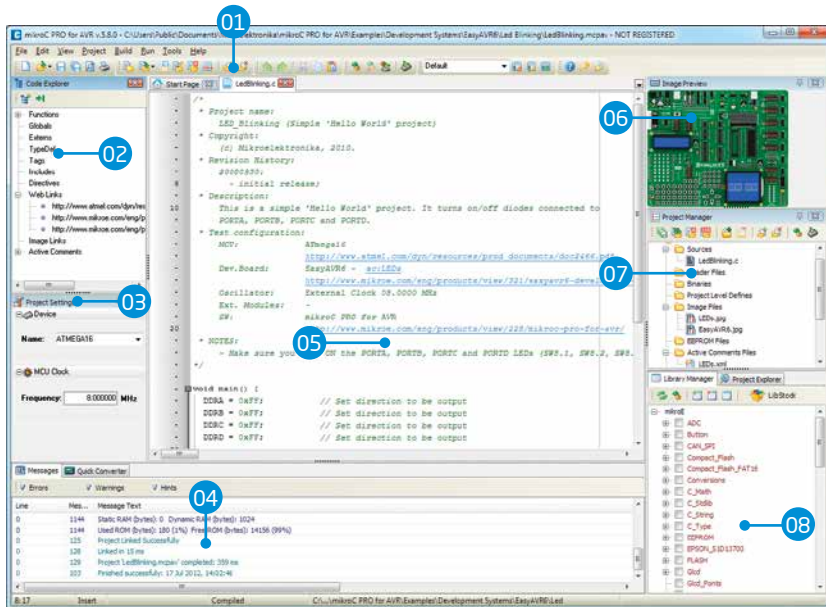 mikroC PRO for AVR v.5.8.0 - C:\Users\Public\Documents\Mikroelektronika\mikroC PRO for AVR\Examples\Development Systems\EasyAVR6\Led Blinking\LedBlinking.mcpav - NOT REGISTERED
01
File Edit View Project Build Run Tools Help
Default
Code Explorer
Functions
Globals
Externs
TypeDef
02
Tags
Includes
Directives
Web Links
http://www.atmel.com/dyn/res
http://www.mikroe.com/eng/p
http://www.mikroe.com/eng/p
Image Links
Active Comments
Project Settings
03
Device
Name: ATMEGA16
MCU Clock
Frequency: 8.000000 MHz
Start Page
LedBlinking.c
/*
* Project name:
LED_Blinking (Simple 'Hello World' project)
* Copyright:
(c) Mikroelektronika, 2010.
* Revision History:
20080930:
8 - initial release;
* Description:
10 This is a simple 'Hello World' project. It turns on/off diodes connected to
PORTA, PORTB, PORTC and PORTD.
* Test configuration:
MCU: ATmega16
http://www.atmel.com/dyn/resources/prod_documents/doc2466.pdf
Dev.Board: EasyAVR6 - ac:LEDs
http://www.mikroe.com/eng/products/view/321/easyavr6-devel
Oscillator: External Clock 08.0000 MHz
Ext. Modules: -
SW: mikroC PRO for AVR
20 http://www.mikroe.com/eng/products/view/228/mikroc-pro-for-avr/
* NOTES:
05
- Make sure you ON the PORTA, PORTB, PORTC and PORTD LEDs (SW8.1, SW8.2, SW8.
*/
void main() {
DDRA = 0xFF; // Set direction to be output
DDRB = 0xFF; // Set direction to be output
DDRC = 0xFF; // Set direction to be output
DDRD = 0xFF; // Set direction to be output
Image Preview
06
Project Manager
Sources
LedBlinking.c
Header Files
07
Binaries
Project Level Defines
Image Files
LEDs.jpg
EasyAVR6.jpg
EEPROM Files
Active Comments Files
LEDs.xml
Library Manager
Project Explorer
LibStock
mikroE
ADC
Button
CAN_SPI
Compact_Flash
Compact_Flash_FAT16
Conversions
C_Math
C_Stdlib
C_String
C_Type
08
EEPROM
EPSON_S1D13700
FLASH
Glcd
Glcd_Fonts
Messages
Quick Converter
Errors Warnings Hints
04
Line Mes... Message Text
0 1144 Static RAM (bytes): 0 Dynamic RAM (bytes): 1024
0 1144 Used ROM (bytes): 180 (1%) Free ROM (bytes): 14156 (99%)
0 125 Project Linked Successfully
0 128 Linked in 15 ms
0 129 Project 'LedBlinking.mcpav' completed: 359 ms
0 103 Finished successfully: 17 Jul 2012, 14:02:46
8:17 Insert Compiled C:\...\mikroC PRO for AVR\Examples\Development Systems\EasyAVR6\Led